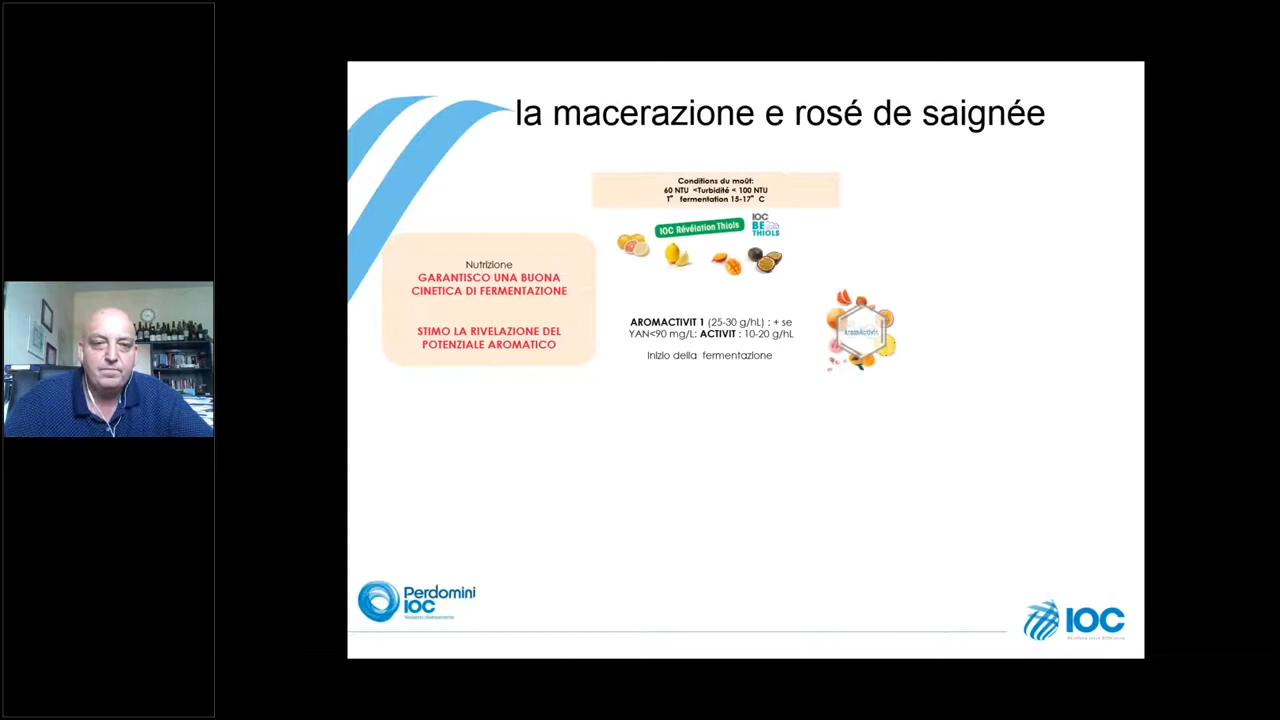 la macerazione e rosé de saignée
Conditions du moût:
60 NTU <Turbidité < 100 NTU
1° fermentation 15-17° C
IOC Révélation Thiols
IOC
BE
THIOLS
Nutrizione
GARANTISCO UNA BUONA
CINETICA DI FERMENTAZIONE
STIMO LA RIVELAZIONE DEL
POTENZIALE AROMATICO
AROMACTIVIT 1 (25-30 g/hL) : + se
YAN<90 mg/L: ACTIVIT : 10-20 g/hL
Inizio della fermentazione
AromActivit
Perdomini
IOC
IOC